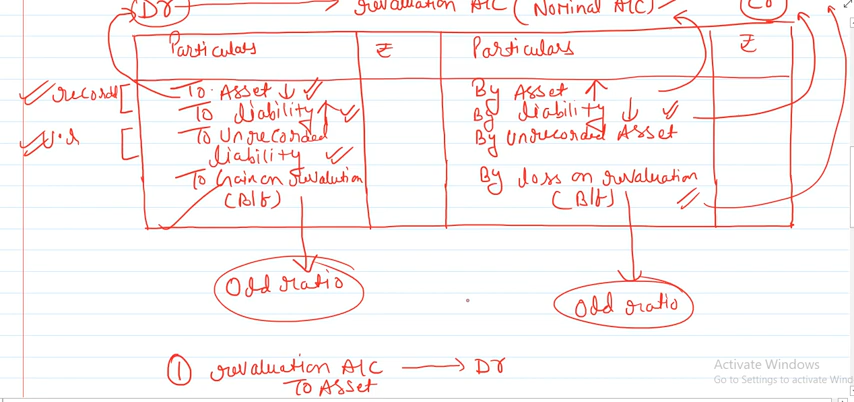 Dr → Revaluation A/C (Nominal A/C) Cr
Particulars ₹ Particulars ₹
record
To Asset ↓ ✓
To liability ↑ ✓
U.R
To Unrecorded
liability ✓
To Gain on revaluation
(B/f)
By Asset ↑
By liability ↓ ✓
By Unrecorded Asset
By loss on revaluation
(B/f)
Odd ratio
Odd ratio
① revaluation A/C → Dr
To Asset
Activate Windows
Go to Settings to activate Wind